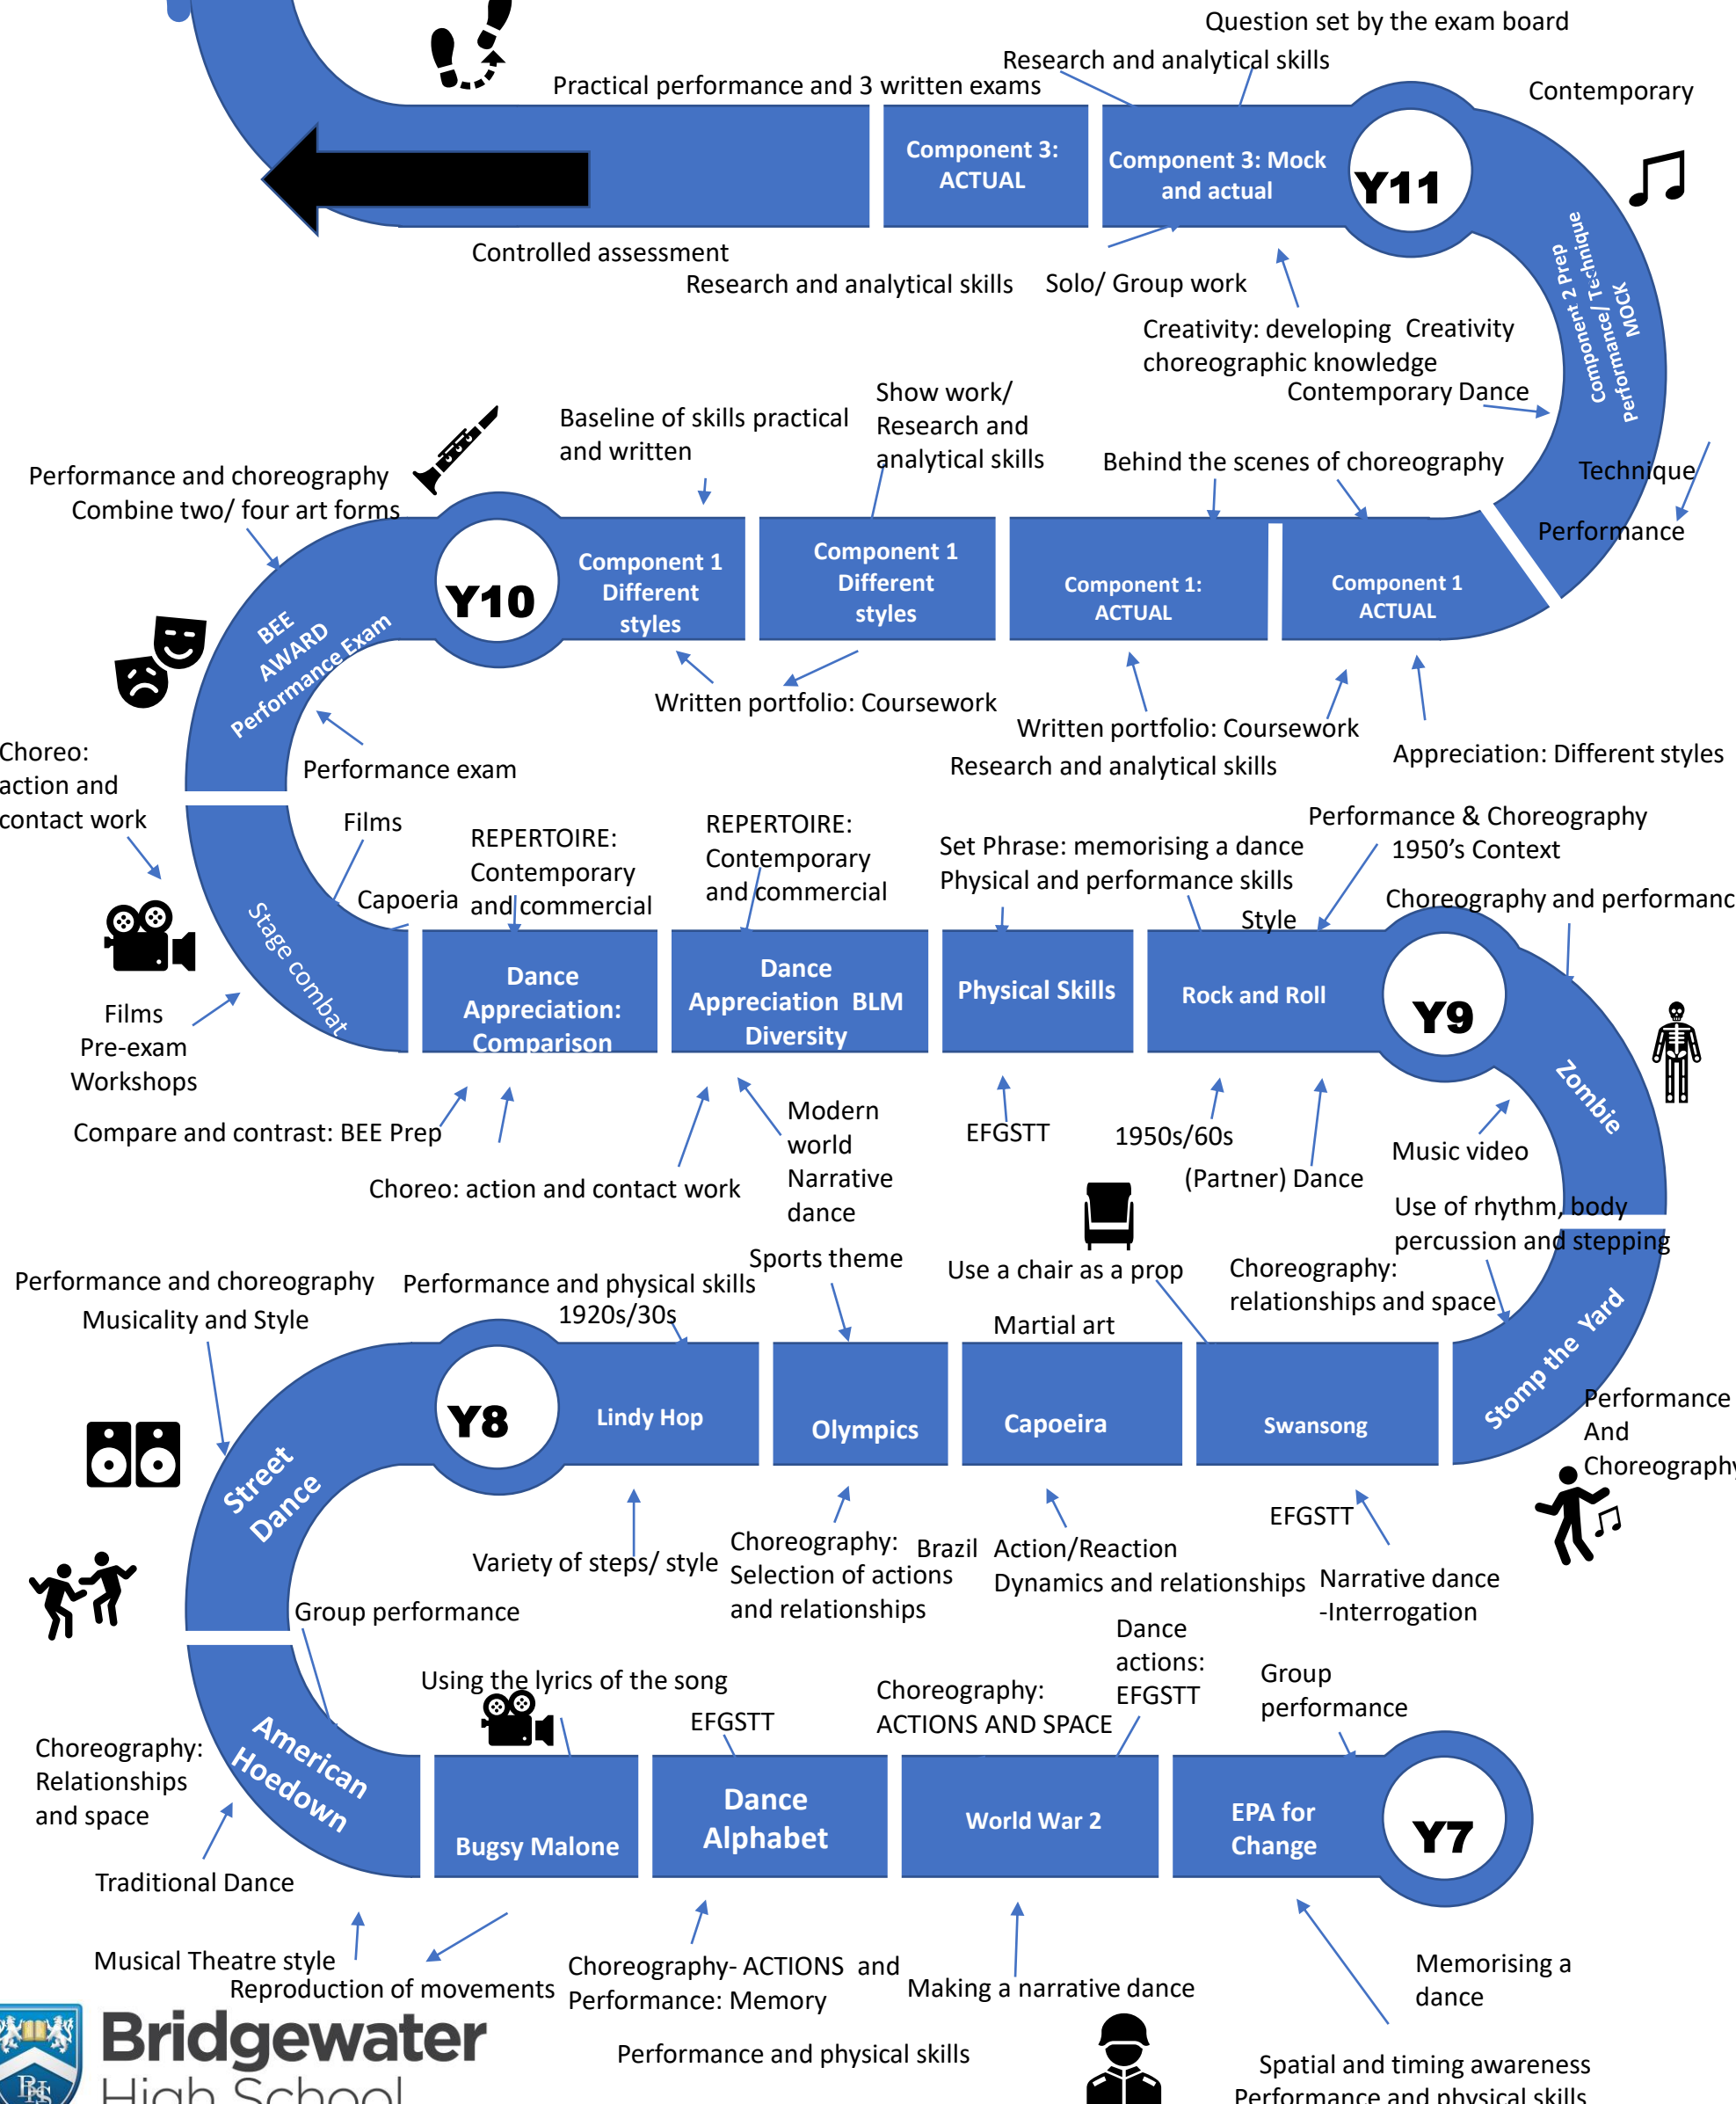 Question set by the exam board
Research and analytical skills
Practical performance and 3 written exams
Contemporary
Component 3:
ACTUAL
Component 3: Mock
and actual
Y11
Component 2 Prep
Component/ Technique
Performance/
MOCK
Controlled assessment
Research and analytical skills
Solo/ Group work
Creativity: developing
choreographic knowledge
Creativity
Contemporary Dance
Technique
Performance
Show work/
Research and
analytical skills
Baseline of skills practical
and written
Behind the scenes of choreography
Performance and choreography
Combine two/ four art forms
Y10
Component 1
Different
styles
Component 1
Different
styles
Component 1:
ACTUAL
Component 1
ACTUAL
BEE
AWARD
Performance Exam
Written portfolio: Coursework
Written portfolio: Coursework
Research and analytical skills
Appreciation: Different styles
Choreo:
action and
contact work
Performance exam
Films
Capoeria
REPERTOIRE:
Contemporary
and commercial
REPERTOIRE:
Contemporary
and commercial
Set Phrase: memorising a dance
Physical and performance skills
Style
Performance & Choreography
1950's Context
Choreography and performanc
Stage combat
Dance
Appreciation:
Comparison
Dance
Appreciation BLM
Diversity
Physical Skills
Rock and Roll
Y9
Zombie
Films
Pre-exam
Workshops
Compare and contrast: BEE Prep
Choreo: action and contact work
Modern
world
Narrative
dance
EFGSTT
1950s/60s
(Partner) Dance
Music video
Use of rhythm, body
percussion and stepping
Performance and choreography
Musicality and Style
Performance and physical skills
1920s/30s
Sports theme
Use a chair as a prop
Martial art
Choreography:
relationships and space
Y8
Lindy Hop
Olympics
Capoeira
Swansong
Stomp the Yard
Performance
And
Choreography
Street
Dance
Variety of steps/ style
Choreography:
Selection of actions
and relationships
Brazil
Action/Reaction
Dynamics and relationships
EFGSTT
Narrative dance
-Interrogation
Group performance
Using the lyrics of the song
EFGSTT
Choreography:
ACTIONS AND SPACE
Dance
actions:
EFGSTT
Group
performance
American
Hoedown
Bugsy Malone
Dance
Alphabet
World War 2
EPA for
Change
Y7
Choreography:
Relationships
and space
Traditional Dance
Musical Theatre style
Reproduction of movements
Choreography- ACTIONS and
Performance: Memory
Making a narrative dance
Memorising a
dance
Performance and physical skills
Spatial and timing awareness
Performance and physical skills
BHS
Bridgewater
High School